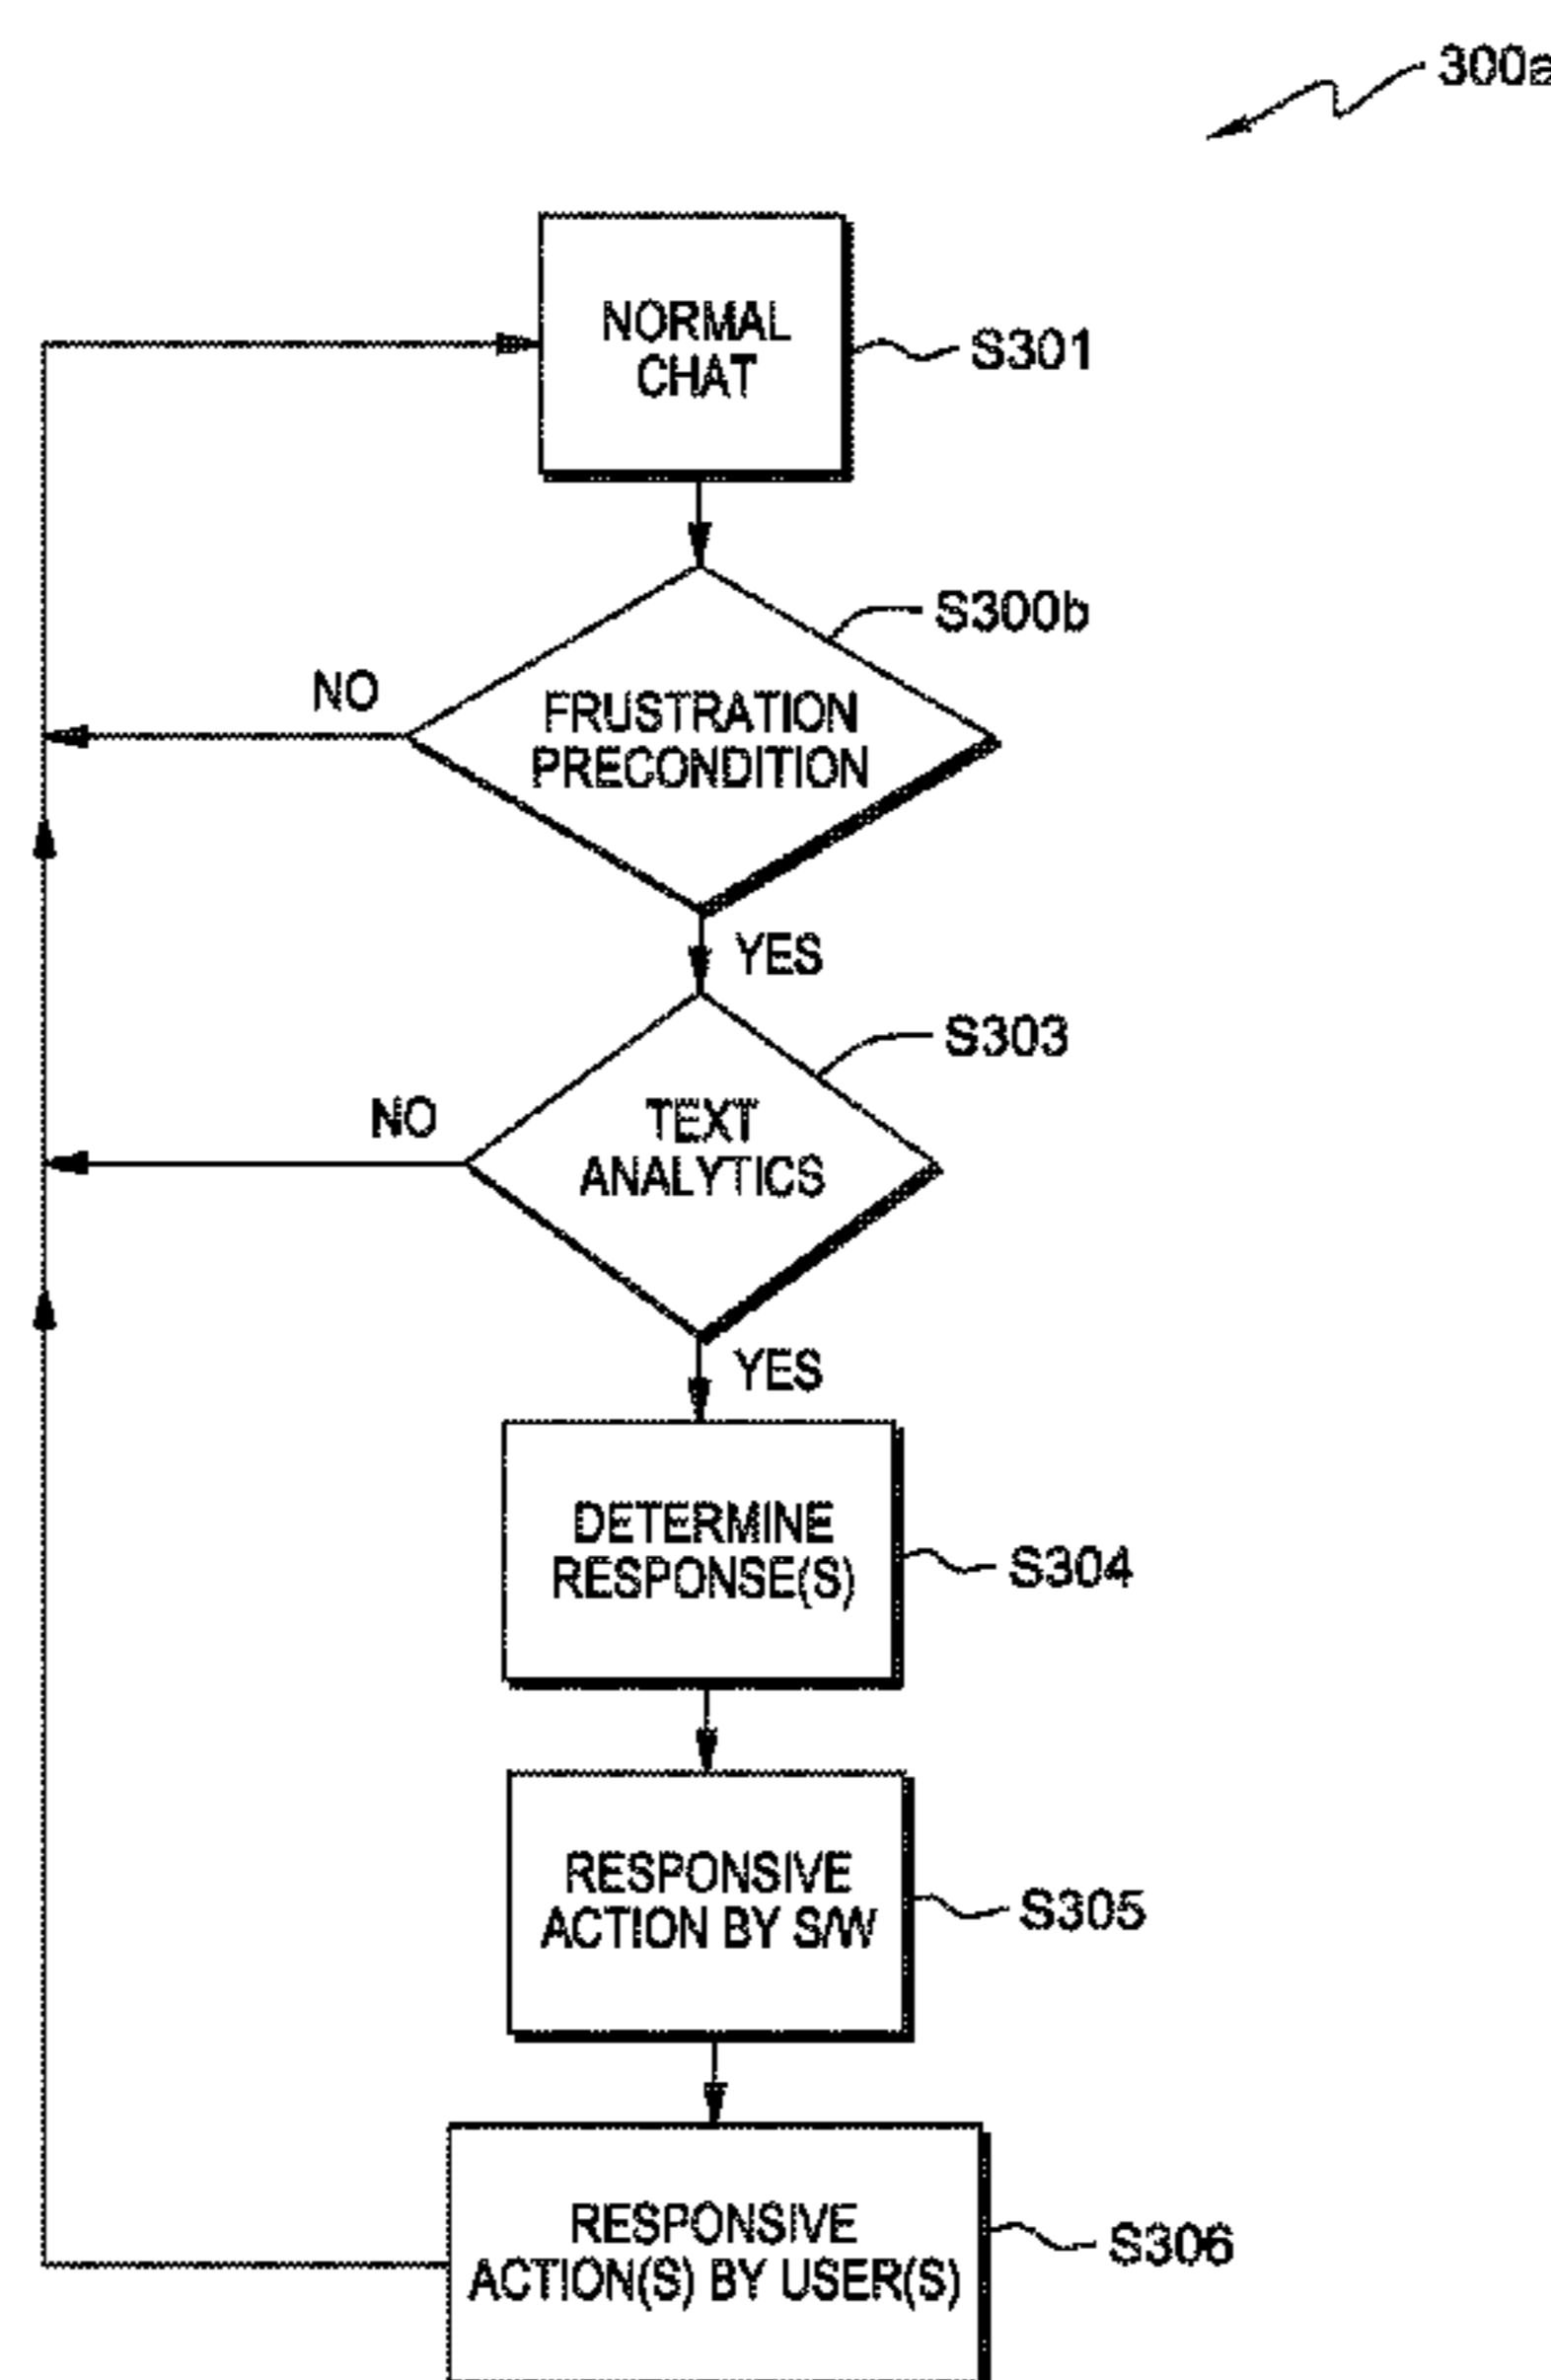 300a
NORMAL
CHAT
S301
S300b
NO
FRUSTRATION
PRECONDITION
YES
S303
NO
TEXT
ANALYTICS
YES
DETERMINE
RESPONSE(S)
S304
RESPONSIVE
ACTION BY S/W
S305
RESPONSIVE
ACTION(S) BY USER(S)
S306